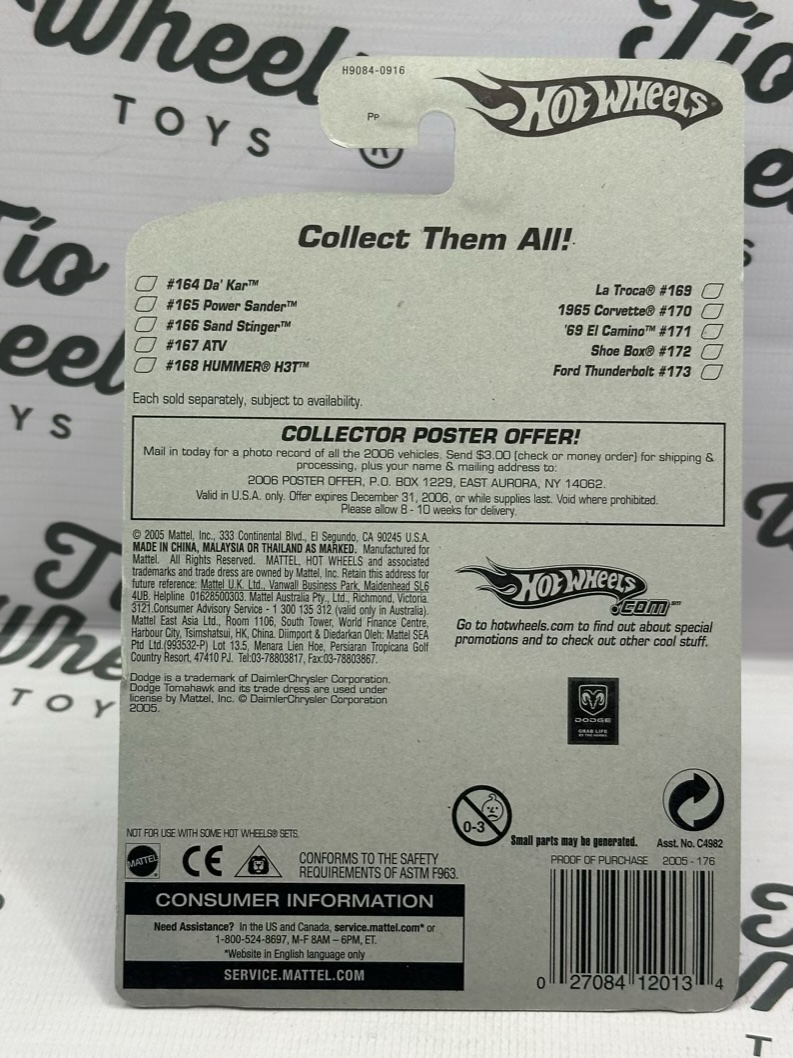 Wheel
TOYS
®
Tío
H9084-0916
Pp
HOT WHEELS
Collect Them All!
#164 Da' Kar™
#165 Power Sander™
#166 Sand Stinger™
#167 ATV
#168 HUMMER® H3T™
La Troca® #169
1965 Corvette® #170
'69 El Camino™ #171
Shoe Box® #172
Ford Thunderbolt #173
Each sold separately, subject to availability.
COLLECTOR POSTER OFFER!
Mail in today for a photo record of all the 2006 vehicles. Send $3.00 (check or money order) for shipping &
processing, plus your name & mailing address to:
2006 POSTER OFFER, P.O. BOX 1229, EAST AURORA, NY 14062.
Valid in U.S.A. only. Offer expires December 31, 2006, or while supplies last. Void where prohibited.
Please allow 8 - 10 weeks for delivery.
© 2005 Mattel, Inc., 333 Continental Blvd., El Segundo, CA 90245 U.S.A.
MADE IN CHINA, MALAYSIA OR THAILAND AS MARKED. Manufactured for
Mattel. All Rights Reserved. MATTEL, HOT WHEELS and associated
trademarks and trade dress are owned by Mattel, Inc. Retain this address for
future reference: Mattel U.K. Ltd., Vanwall Business Park, Maidenhead SL6
4UB. Helpline 01628500303. Mattel Australia Pty., Ltd., Richmond, Victoria.
3121.Consumer Advisory Service - 1 300 135 312 (valid only in Australia).
Mattel East Asia Ltd., Room 1106, South Tower, World Finance Centre,
Harbour City, Tsimshatsui, HK, China. Diimport & Diedarkan Oleh: Mattel SEA
Ptd Ltd.(993532-P) Lot 13.5, Menara Lien Hoe, Persiaran Tropicana Golf
Country Resort, 47410 PJ. Tel:03-78803817, Fax:03-78803867.
Dodge is a trademark of DaimlerChrysler Corporation.
Dodge Tomahawk and its trade dress are used under
license by Mattel, Inc. © DaimlerChrysler Corporation
2005.
HOT WHEELS
.COM℠
Go to hotwheels.com to find out about special
promotions and to check out other cool stuff.
DODGE
GRAB LIFE
BY THE HORNS
0-3
Small parts may be generated.
Asst. No. C4982
NOT FOR USE WITH SOME HOT WHEELS® SETS.
MATTEL
CE
CONFORMS TO THE SAFETY
REQUIREMENTS OF ASTM F963.
PROOF OF PURCHASE 2005 - 176
CONSUMER INFORMATION
Need Assistance? In the US and Canada, service.mattel.com* or
1-800-524-8697, M-F 8AM – 6PM, ET.
*Website in English language only
SERVICE.MATTEL.COM
0 27084 12013 4